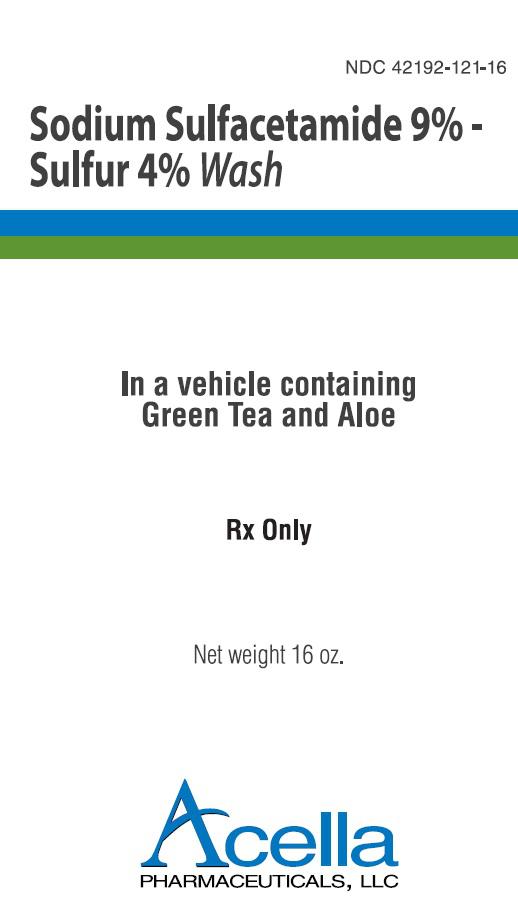 NDC 42192-121-16
Sodium Sulfacetamide 9% -
Sulfur 4% Wash
In a vehicle containing
Green Tea and Aloe
Rx Only
Net weight 16 oz.
Acella
PHARMACEUTICALS, LLC